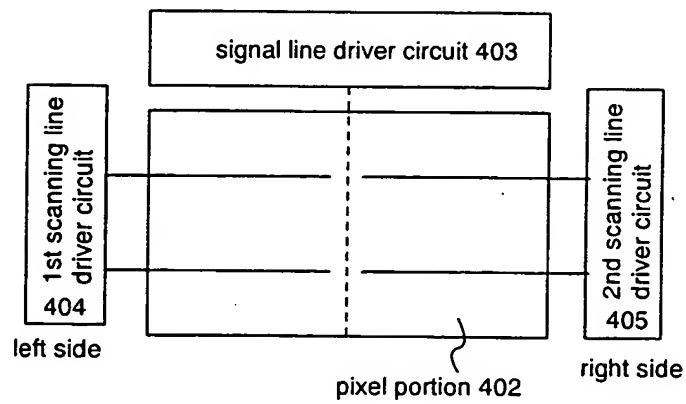 signal line driver circuit 403
1st scanning line
driver circuit
404
left side
2nd scanning line
driver circuit
405
right side
pixel portion 402